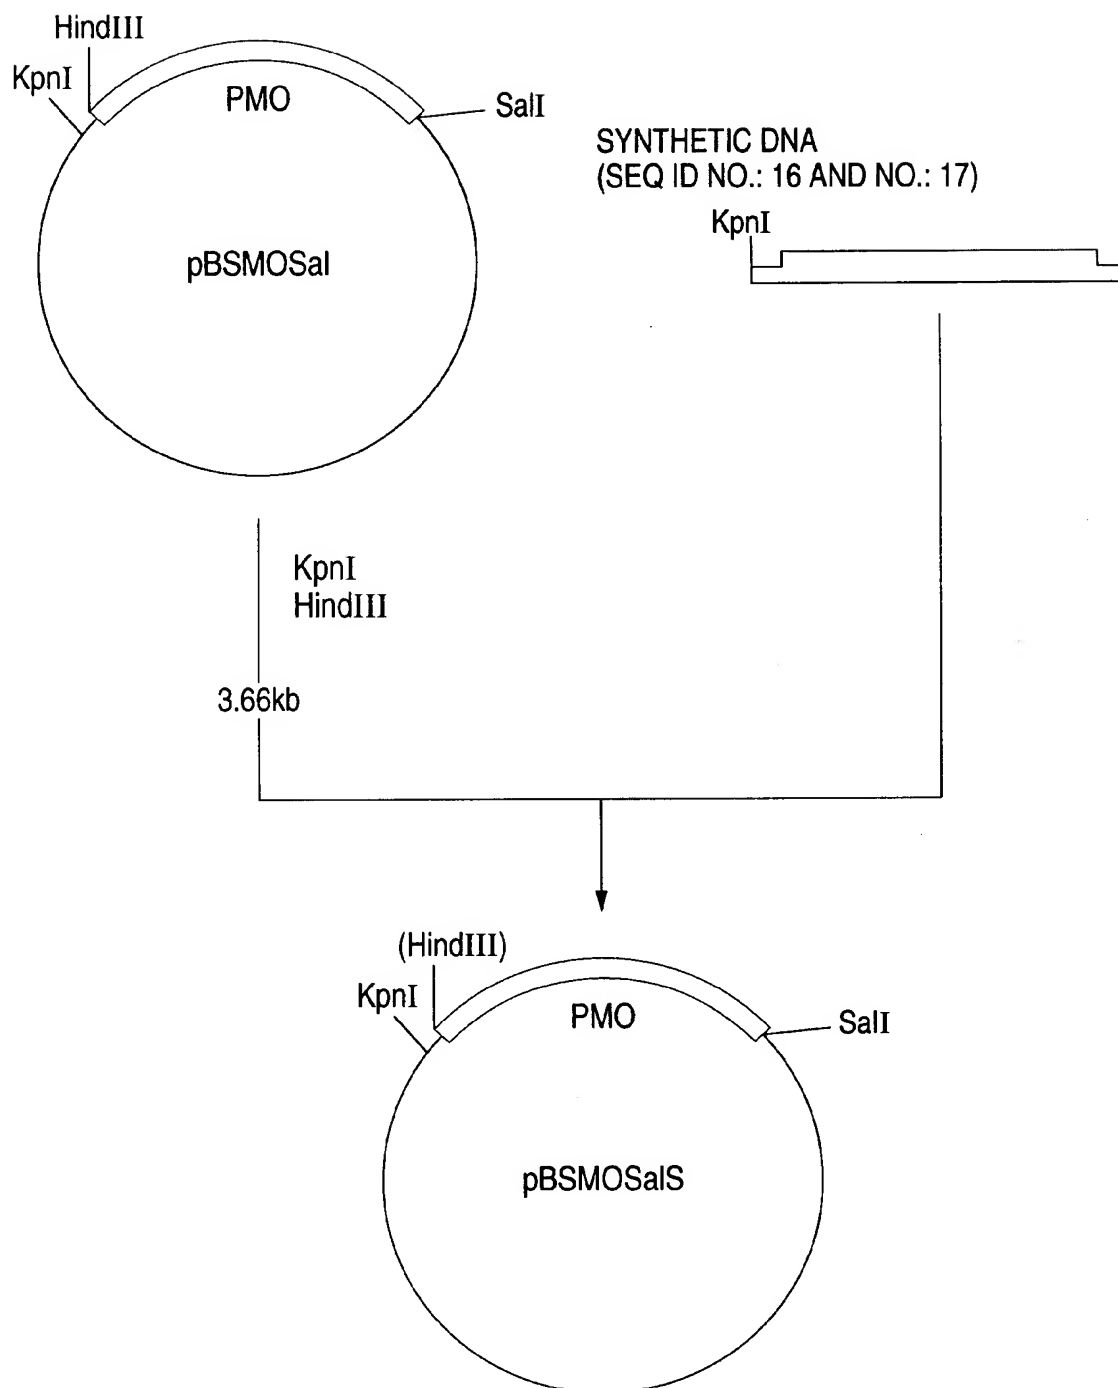 HindIII
KpnI
PMO
SalI
pBSMOSal
SYNTHETIC DNA
(SEQ ID NO.: 16 AND NO.: 17)
KpnI
KpnI
HindIII
3.66kb
(HindIII)
KpnI
PMO
SalI
pBSMOSalS